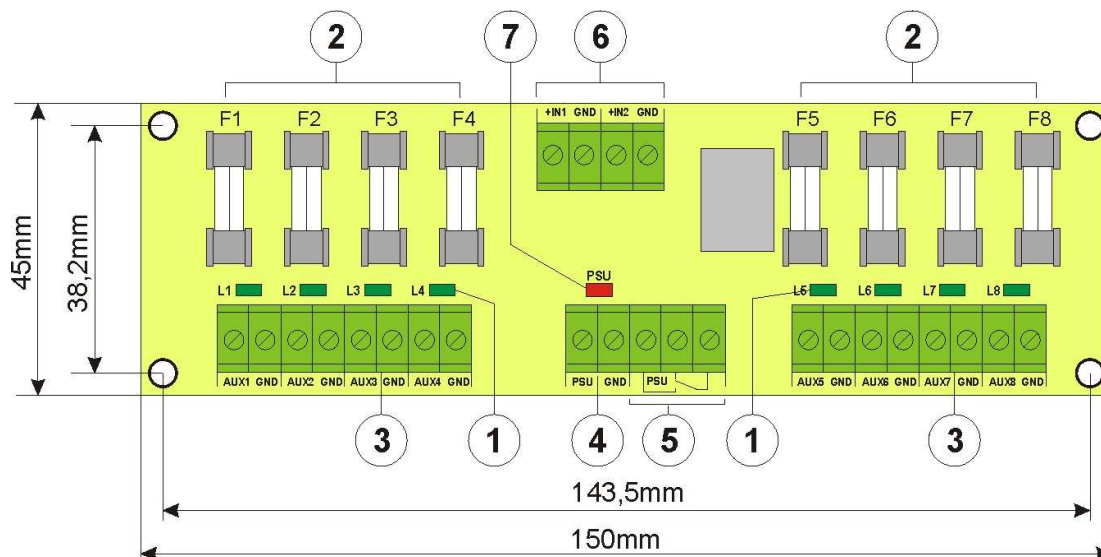 2 7 6 2
+IN1 GND +IN2 GND
F1 F2 F3 F4 F5 F6 F7 F8
45mm
38,2mm
PSU
L1 L2 L3 L4 L5 L6 L7 L8
AUX1 GND AUX2 GND AUX3 GND AUX4 GND
PSU GND PSU
AUX5 GND AUX6 GND AUX7 GND AUX8 GND
3 1 4 5 1 3
143,5mm
150mm